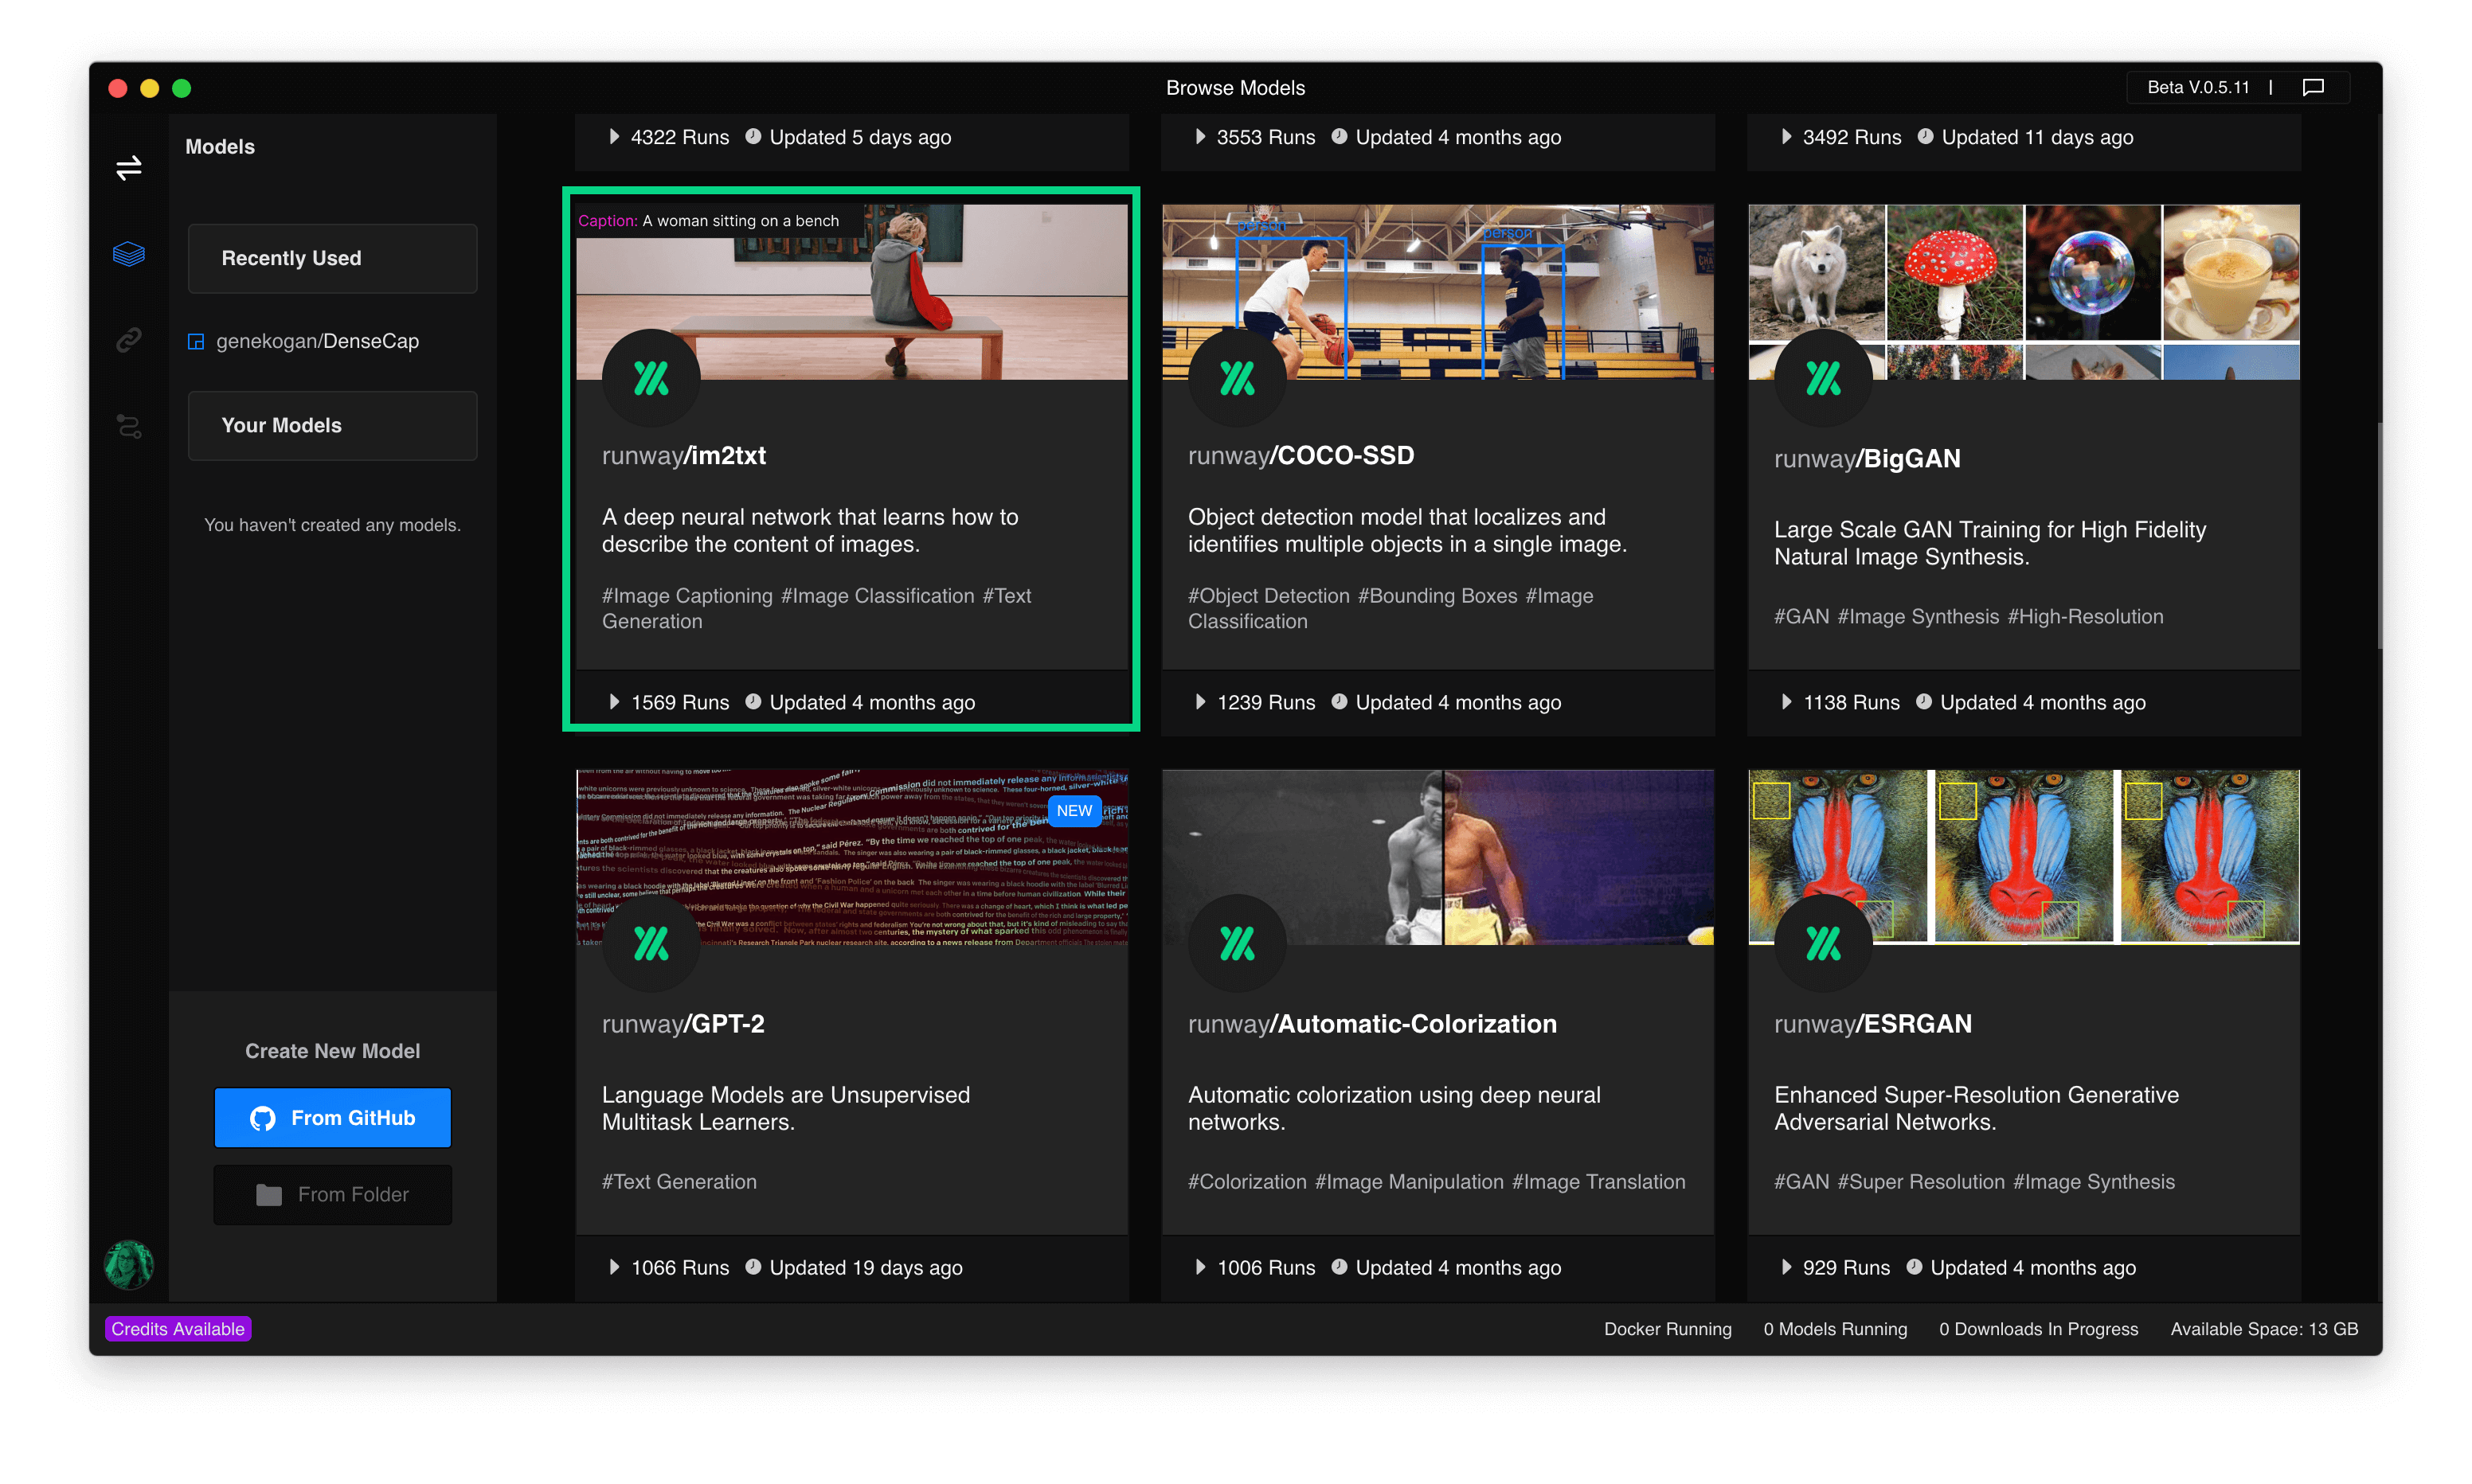 Browse Models
Beta V.0.5.11 |
Models
Recently Used
genekogan/DenseCap
Your Models
You haven't created any models.
Create New Model
From GitHub
From Folder
4322 Runs Updated 5 days ago
3553 Runs Updated 4 months ago
3492 Runs Updated 11 days ago
Caption: A woman sitting on a bench
runway/im2txt
A deep neural network that learns how to
describe the content of images.
#Image Captioning #Image Classification #Text
Generation
1569 Runs Updated 4 months ago
person
person
runway/COCO-SSD
Object detection model that localizes and
identifies multiple objects in a single image.
#Object Detection #Bounding Boxes #Image
Classification
1239 Runs Updated 4 months ago
runway/BigGAN
Large Scale GAN Training for High Fidelity
Natural Image Synthesis.
#GAN #Image Synthesis #High-Resolution
1138 Runs Updated 4 months ago
NEW
runway/GPT-2
Language Models are Unsupervised
Multitask Learners.
#Text Generation
1066 Runs Updated 19 days ago
runway/Automatic-Colorization
Automatic colorization using deep neural
networks.
#Colorization #Image Manipulation #Image Translation
1006 Runs Updated 4 months ago
runway/ESRGAN
Enhanced Super-Resolution Generative
Adversarial Networks.
#GAN #Super Resolution #Image Synthesis
929 Runs Updated 4 months ago
Credits Available
Docker Running
0 Models Running
0 Downloads In Progress
Available Space: 13 GB